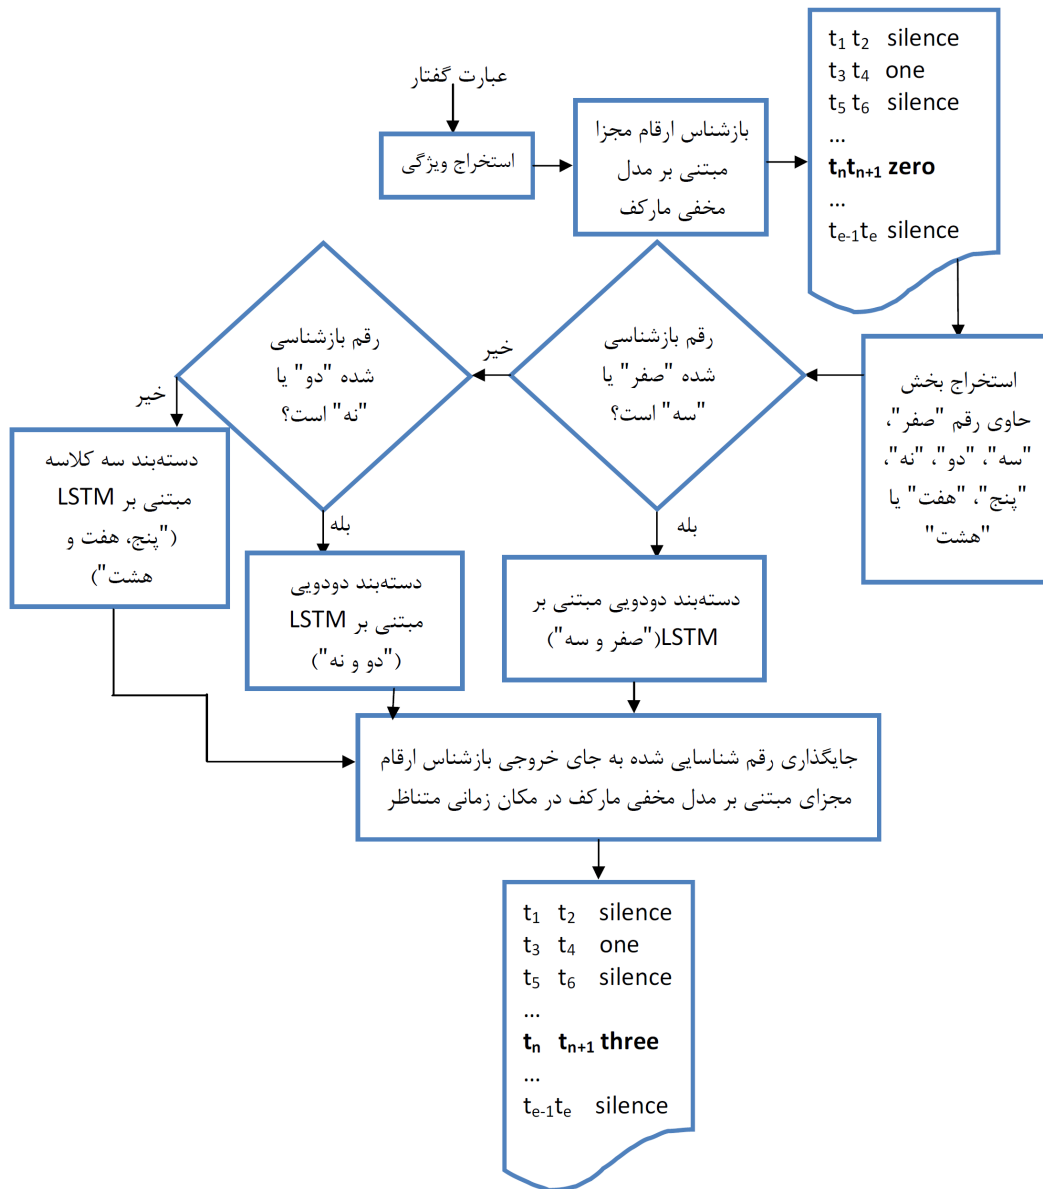 عبارت گفتار
استخراج ویژگی
بازشناس ارقام مجزا
مبتنی بر مدل
مخفی مارکف
t₁ t₂ silence
t₃ t₄ one
t₅ t₆ silence
...
tₙtₙ₊₁ zero
...
tₑ₋₁tₑ silence
استخراج بخش
حاوی رقم "صفر"،
"سه"، "دو"، "نه"،
"پنج"، "هفت" یا
"هشت"
رقم بازشناسی
شده "صفر" یا
"سه" است؟
خیر
بله
رقم بازشناسی
شده "دو" یا
"نه" است؟
خیر
بله
دسته‌بند دودویی مبتنی بر
LSTM("صفر و سه")
دسته‌بند دودویی
مبتنی بر LSTM
("دو و نه")
دسته‌بند سه کلاسه
مبتنی بر LSTM
("پنج، هفت و
هشت")
جایگذاری رقم شناسایی شده به جای خروجی بازشناس ارقام
مجزای مبتنی بر مدل مخفی مارکف در مکان زمانی متناظر
t₁ t₂ silence
t₃ t₄ one
t₅ t₆ silence
...
tₙ tₙ₊₁ three
...
tₑ₋₁tₑ silence